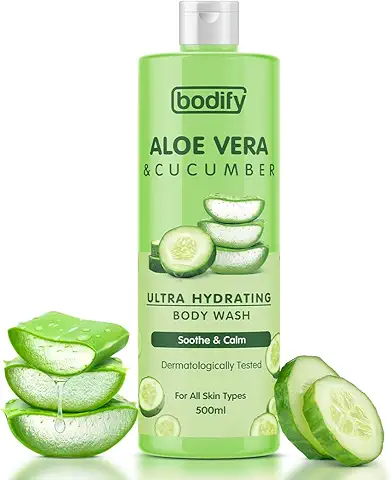 bodify
ALOE VERA
& CUCUMBER
ULTRA HYDRATING
BODY WASH
Soothe & Calm
Dermatologically Tested
For All Skin Types
500ml